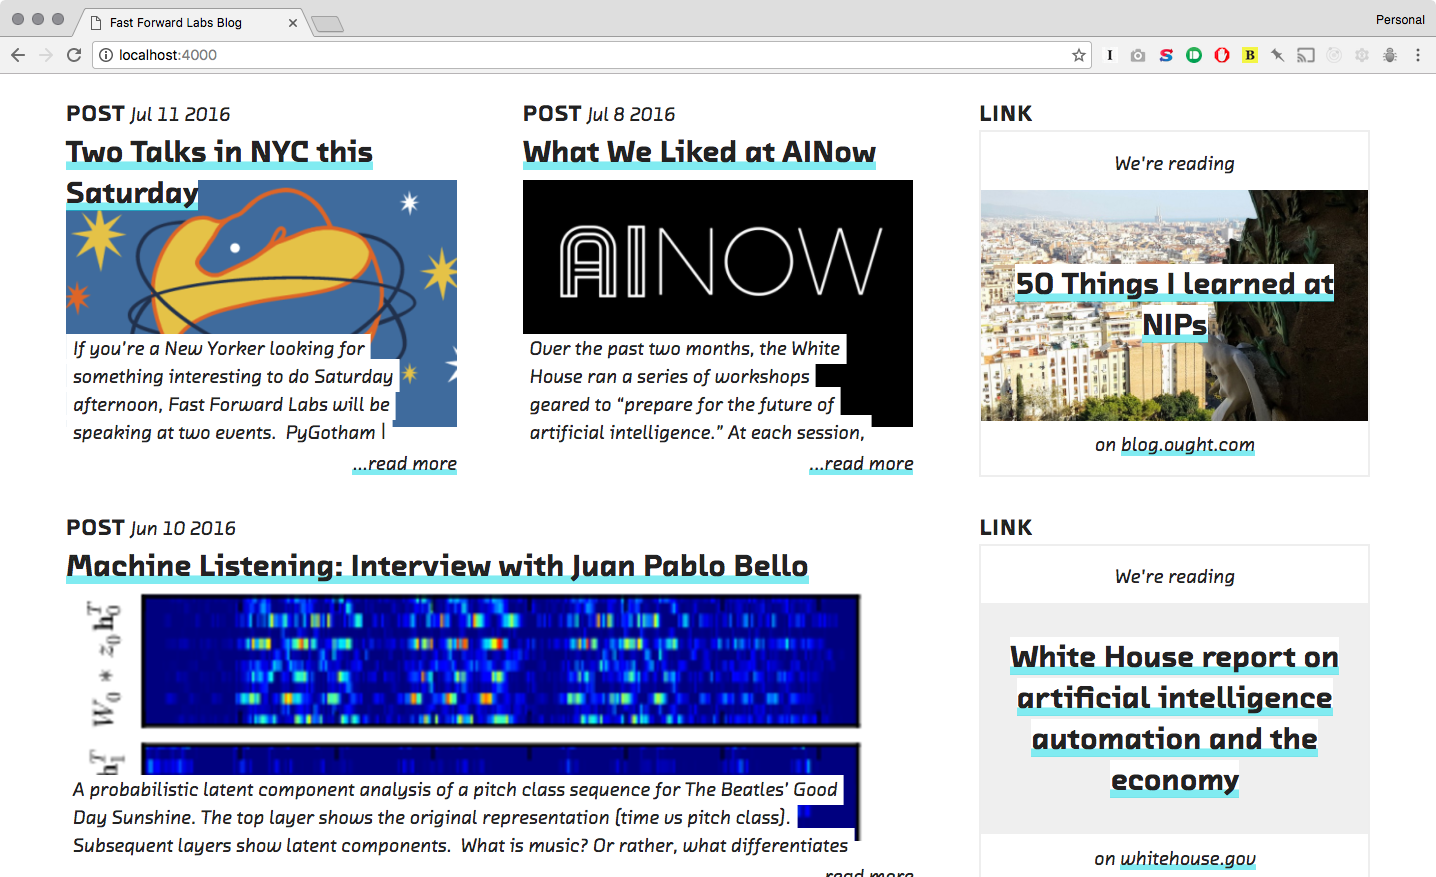 Fast Forward Labs Blog
Personal
localhost:4000
POST Jul 11 2016
Two Talks in NYC this
Saturday
If you're a New Yorker looking for
something interesting to do Saturday
afternoon, Fast Forward Labs will be
speaking at two events.  PyGotham |
...read more
POST Jul 8 2016
What We Liked at AINow
AINOW
Over the past two months, the White
House ran a series of workshops
geared to “prepare for the future of
artificial intelligence.” At each session,
...read more
LINK
We're reading
50 Things I learned at
NIPs
on blog.ought.com
POST Jun 10 2016
Machine Listening: Interview with Juan Pablo Bello
W₀ * z₀ h₀ᵀ
h₁ᵀ
A probabilistic latent component analysis of a pitch class sequence for The Beatles’ Good
Day Sunshine. The top layer shows the original representation (time vs pitch class).
Subsequent layers show latent components.  What is music? Or rather, what differentiates
...read more
LINK
We're reading
White House report on
artificial intelligence
automation and the
economy
on whitehouse.gov